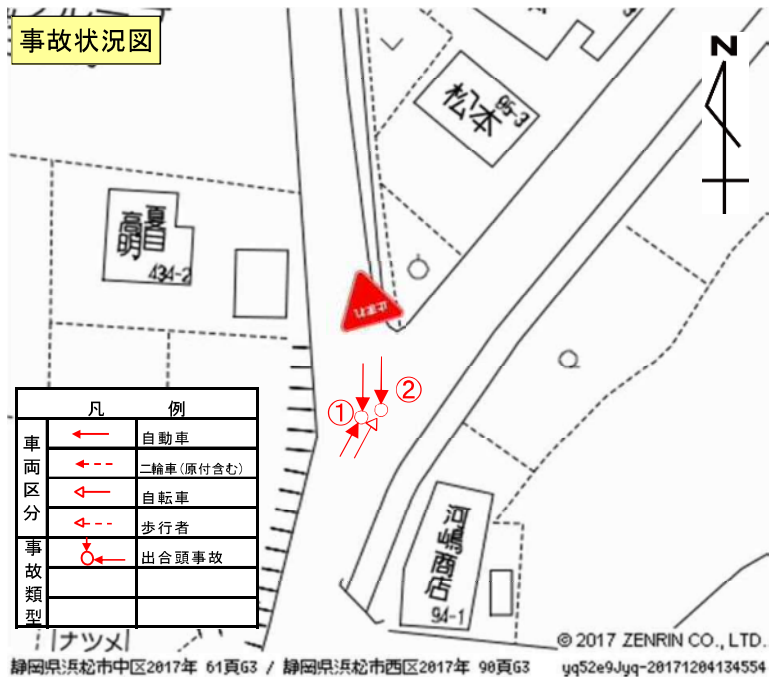 事故状況図
N
松本
95-3
夏目
高明
434-2
止まれ
①
②
凡 例
車両区分
自動車
二輪車(原付含む)
自転車
歩行者
事故類型
出合頭事故
河嶋商店
94-1
ナツメ
© 2017 ZENRIN CO., LTD.
静岡県浜松市中区2017年 61頁G3 / 静岡県浜松市西区2017年 90頁G3
yq52e9Jyq-20171204134554